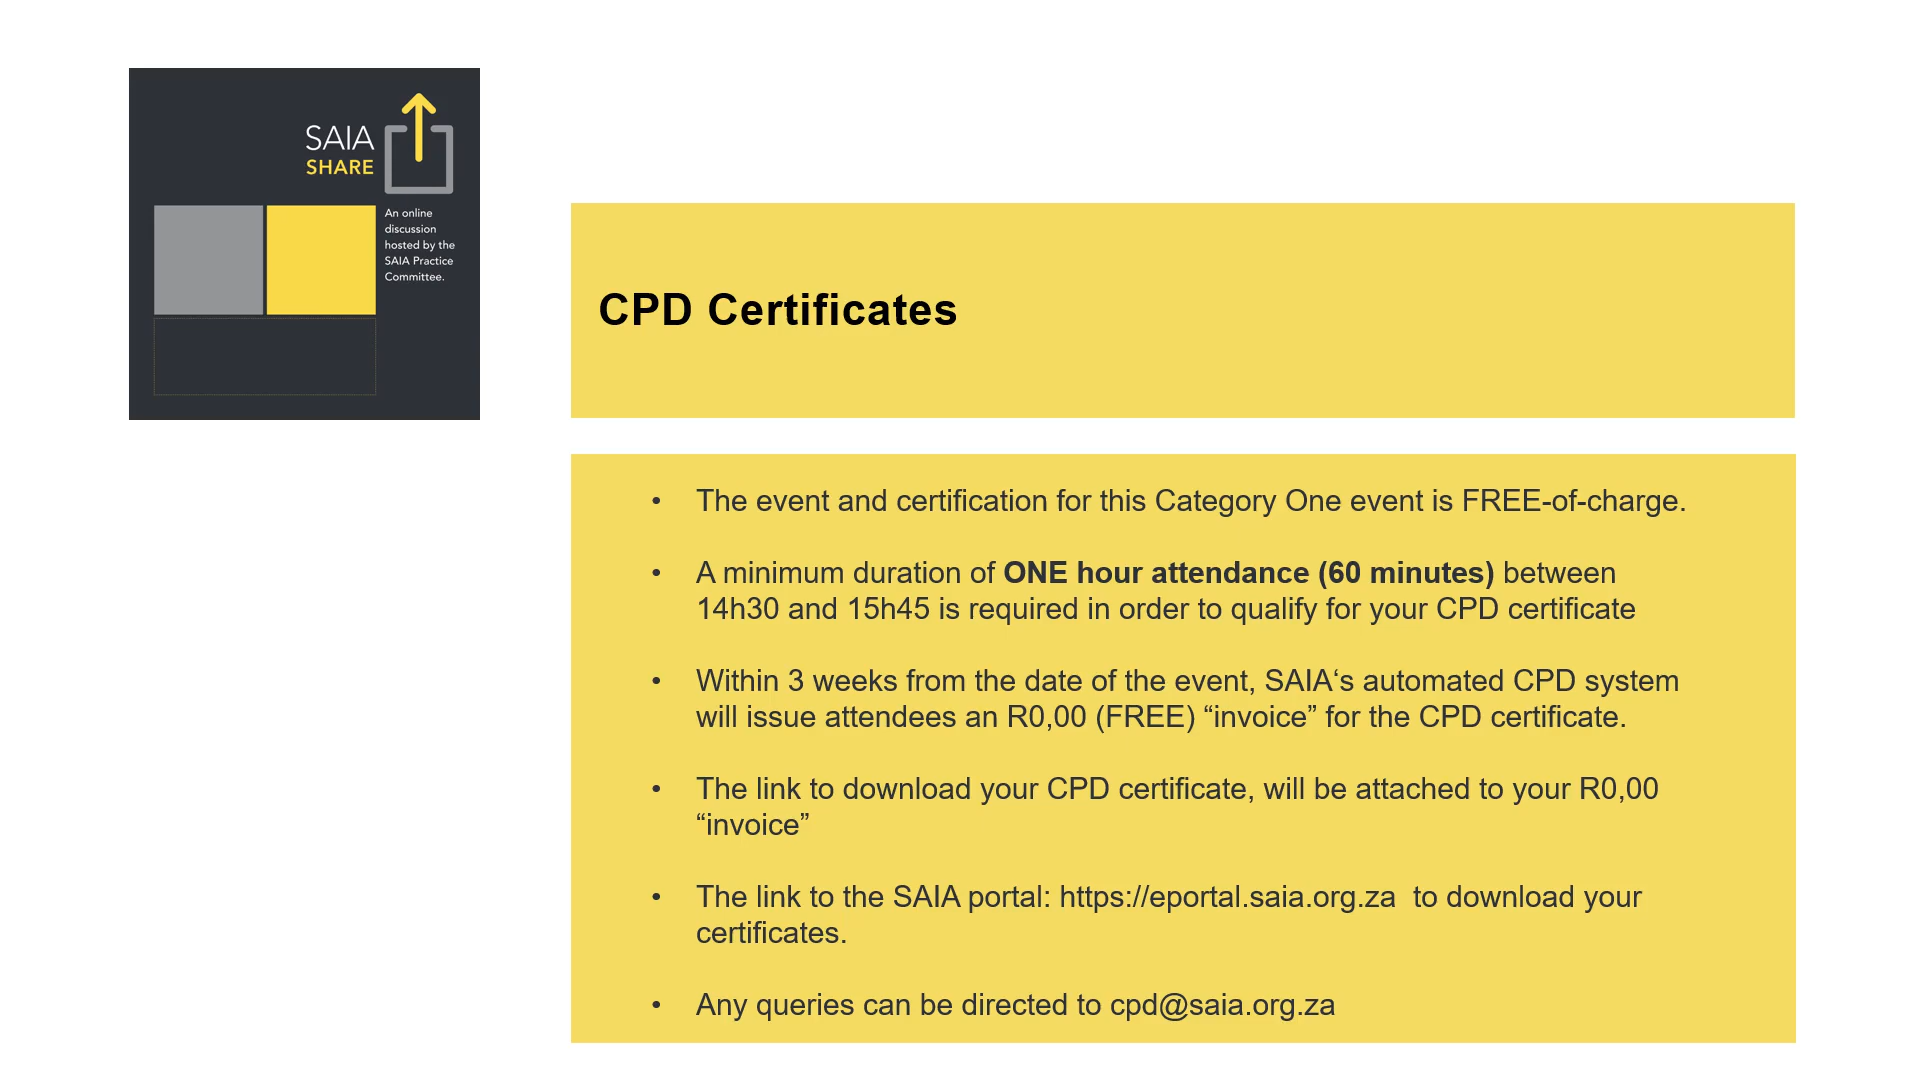 SAIA
SHARE
An online
discussion
hosted by the
SAIA Practice
Committee.
CPD Certificates
• The event and certification for this Category One event is FREE-of-charge.
• A minimum duration of ONE hour attendance (60 minutes) between
14h30 and 15h45 is required in order to qualify for your CPD certificate
• Within 3 weeks from the date of the event, SAIA‘s automated CPD system
will issue attendees an R0,00 (FREE) “invoice” for the CPD certificate.
• The link to download your CPD certificate, will be attached to your R0,00
“invoice”
• The link to the SAIA portal: https://eportal.saia.org.za  to download your
certificates.
• Any queries can be directed to cpd@saia.org.za